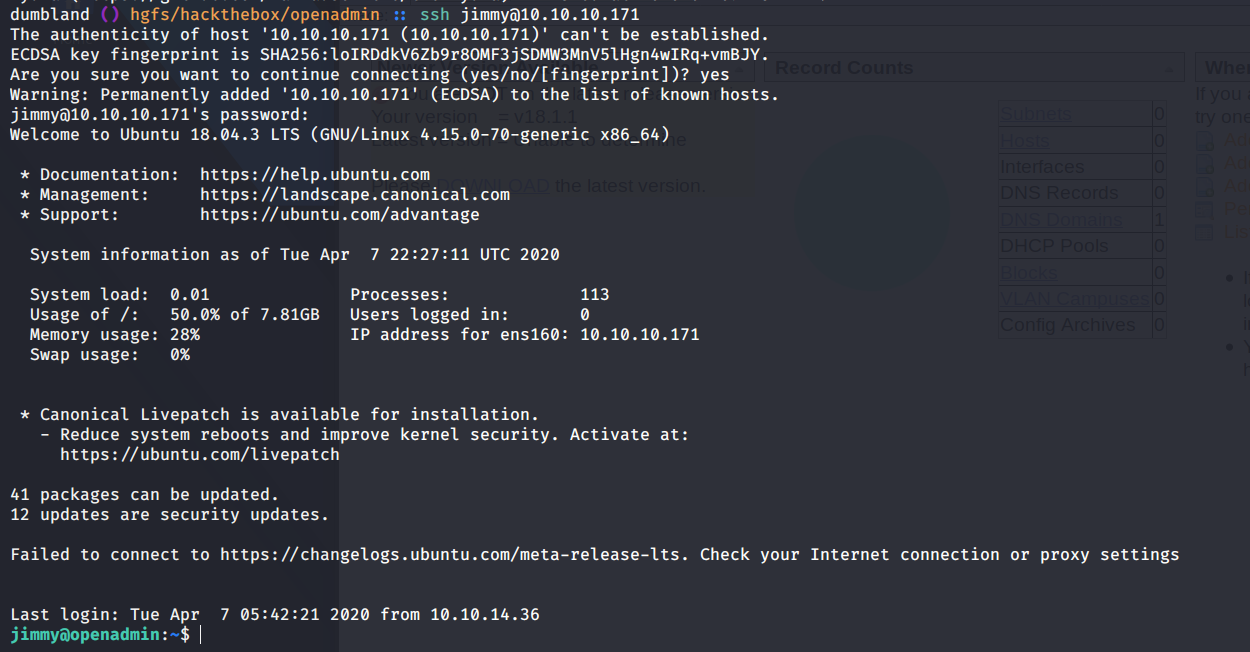 dumbland () hgfs/hackthebox/openadmin :: ssh jimmy@10.10.10.171
The authenticity of host '10.10.10.171 (10.10.10.171)' can't be established.
ECDSA key fingerprint is SHA256:loIRDdkV6Zb9r8OMF3jSDMW3MnV5lHgn4wIRq+vmBJY.
Are you sure you want to continue connecting (yes/no/[fingerprint])? yes
Warning: Permanently added '10.10.10.171' (ECDSA) to the list of known hosts.
jimmy@10.10.10.171's password:
Welcome to Ubuntu 18.04.3 LTS (GNU/Linux 4.15.0-70-generic x86_64)
* Documentation: https://help.ubuntu.com
* Management: https://landscape.canonical.com
* Support: https://ubuntu.com/advantage
System information as of Tue Apr 7 22:27:11 UTC 2020
System load: 0.01 Processes: 113
Usage of /: 50.0% of 7.81GB Users logged in: 0
Memory usage: 28% IP address for ens160: 10.10.10.171
Swap usage: 0%
* Canonical Livepatch is available for installation.
- Reduce system reboots and improve kernel security. Activate at:
https://ubuntu.com/livepatch
41 packages can be updated.
12 updates are security updates.
Failed to connect to https://changelogs.ubuntu.com/meta-release-lts. Check your Internet connection or proxy settings
Last login: Tue Apr 7 05:42:21 2020 from 10.10.14.36
jimmy@openadmin:~$
Record Counts
Your version = v18.1.1
Please DOWNLOAD the latest version.
Subnets 0
Hosts 0
Interfaces 0
DNS Records 0
DNS Domains 1
DHCP Pools 0
Blocks 0
VLAN Campuses 0
Config Archives 0
If you
try one